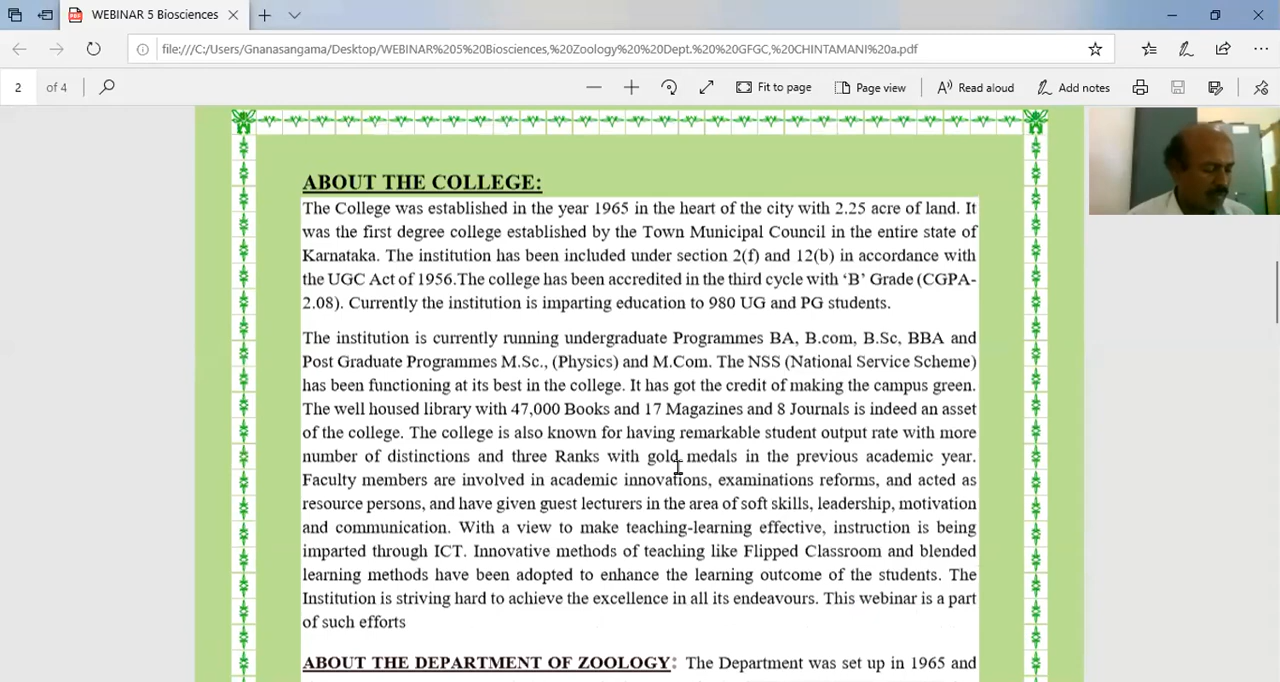 WEBINAR 5 Biosciences
file:///C:/Users/Gnanasangama/Desktop/WEBINAR%205%20Biosciences,%20Zoology%20%20Dept.%20%20GFGC,%20CHINTAMANI%20a.pdf
2 of 4 Fit to page Page view Read aloud Add notes
ABOUT THE COLLEGE:
The College was established in the year 1965 in the heart of the city with 2.25 acre of land. It
was the first degree college established by the Town Municipal Council in the entire state of
Karnataka. The institution has been included under section 2(f) and 12(b) in accordance with
the UGC Act of 1956.The college has been accredited in the third cycle with ‘B’ Grade (CGPA-
2.08). Currently the institution is imparting education to 980 UG and PG students.
The institution is currently running undergraduate Programmes BA, B.com, B.Sc, BBA and
Post Graduate Programmes M.Sc., (Physics) and M.Com. The NSS (National Service Scheme)
has been functioning at its best in the college. It has got the credit of making the campus green.
The well housed library with 47,000 Books and 17 Magazines and 8 Journals is indeed an asset
of the college. The college is also known for having remarkable student output rate with more
number of distinctions and three Ranks with gold medals in the previous academic year.
Faculty members are involved in academic innovations, examinations reforms, and acted as
resource persons, and have given guest lecturers in the area of soft skills, leadership, motivation
and communication. With a view to make teaching-learning effective, instruction is being
imparted through ICT. Innovative methods of teaching like Flipped Classroom and blended
learning methods have been adopted to enhance the learning outcome of the students. The
Institution is striving hard to achieve the excellence in all its endeavours. This webinar is a part
of such efforts
ABOUT THE DEPARTMENT OF ZOOLOGY: The Department was set up in 1965 and